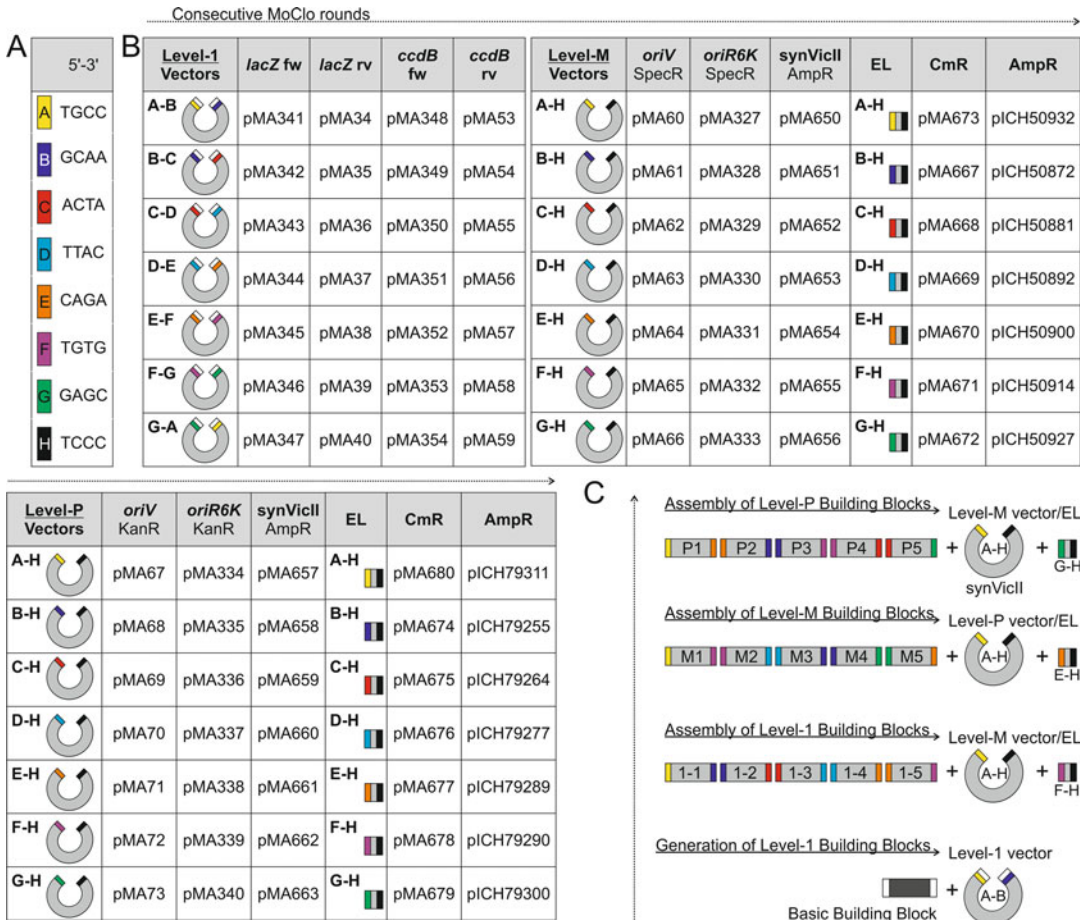 Consecutive MoClo rounds
A
5'-3'
A TGCC
B GCAA
C ACTA
D TTAC
E CAGA
F TGTG
G GAGC
H TCCC
B
Level-1 Vectors lacZ fw lacZ rv ccdB fw ccdB rv
A-B pMA341 pMA34 pMA348 pMA53
B-C pMA342 pMA35 pMA349 pMA54
C-D pMA343 pMA36 pMA350 pMA55
D-E pMA344 pMA37 pMA351 pMA56
E-F pMA345 pMA38 pMA352 pMA57
F-G pMA346 pMA39 pMA353 pMA58
G-A pMA347 pMA40 pMA354 pMA59
Level-M Vectors oriV SpecR oriR6K SpecR synVicII AmpR EL CmR AmpR
A-H pMA60 pMA327 pMA650 A-H pMA673 pICH50932
B-H pMA61 pMA328 pMA651 B-H pMA667 pICH50872
C-H pMA62 pMA329 pMA652 C-H pMA668 pICH50881
D-H pMA63 pMA330 pMA653 D-H pMA669 pICH50892
E-H pMA64 pMA331 pMA654 E-H pMA670 pICH50900
F-H pMA65 pMA332 pMA655 F-H pMA671 pICH50914
G-H pMA66 pMA333 pMA656 G-H pMA672 pICH50927
Level-P Vectors oriV KanR oriR6K KanR synVicII AmpR EL CmR AmpR
A-H pMA67 pMA334 pMA657 A-H pMA680 pICH79311
B-H pMA68 pMA335 pMA658 B-H pMA674 pICH79255
C-H pMA69 pMA336 pMA659 C-H pMA675 pICH79264
D-H pMA70 pMA337 pMA660 D-H pMA676 pICH79277
E-H pMA71 pMA338 pMA661 E-H pMA677 pICH79289
F-H pMA72 pMA339 pMA662 F-H pMA678 pICH79290
G-H pMA73 pMA340 pMA663 G-H pMA679 pICH79300
C
Assembly of Level-P Building Blocks
Level-M vector/EL
P1 P2 P3 P4 P5 + A-H +
G-H
synVicII
Assembly of Level-M Building Blocks
Level-P vector/EL
M1 M2 M3 M4 M5 + A-H +
E-H
Assembly of Level-1 Building Blocks
Level-M vector/EL
1-1 1-2 1-3 1-4 1-5 + A-H +
F-H
Generation of Level-1 Building Blocks
Level-1 vector
+ A-B
Basic Building Block